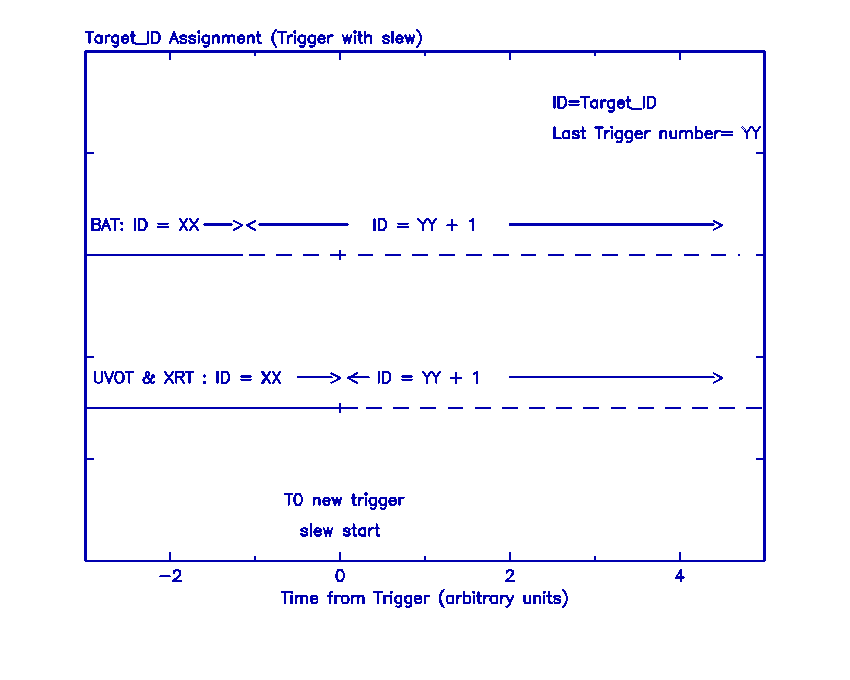 Target_ID Assignment (Trigger with slew)
ID=Target_ID
Last Trigger number= YY
BAT: ID = XX ID = YY + 1
UVOT & XRT : ID = XX ID = YY + 1
T0 new trigger
slew start
-2 0 2 4
Time from Trigger (arbitrary units)